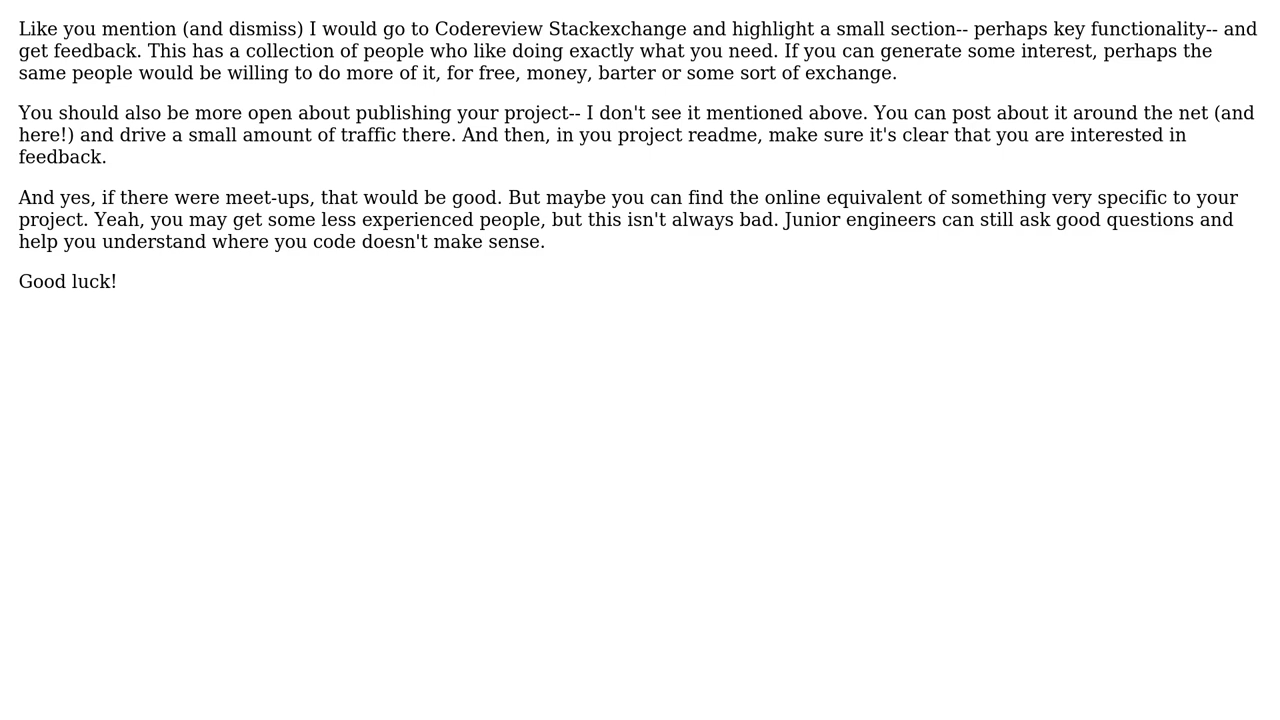 Like you mention (and dismiss) I would go to Codereview Stackexchange and highlight a small section-- perhaps key functionality-- and
get feedback. This has a collection of people who like doing exactly what you need. If you can generate some interest, perhaps the
same people would be willing to do more of it, for free, money, barter or some sort of exchange.
You should also be more open about publishing your project-- I don't see it mentioned above. You can post about it around the net (and
here!) and drive a small amount of traffic there. And then, in you project readme, make sure it's clear that you are interested in
feedback.
And yes, if there were meet-ups, that would be good. But maybe you can find the online equivalent of something very specific to your
project. Yeah, you may get some less experienced people, but this isn't always bad. Junior engineers can still ask good questions and
help you understand where you code doesn't make sense.
Good luck!